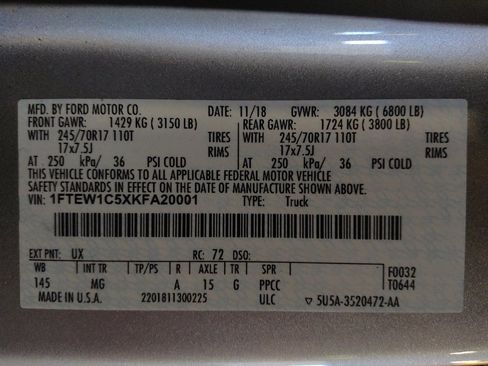 MFD. BY FORD MOTOR CO. DATE: 11/18 GVWR: 3084 KG ( 6800 LB)
FRONT GAWR: 1429 KG ( 3150 LB) REAR GAWR: 1724 KG ( 3800 LB)
WITH 245/70R17 110T TIRES WITH 245/70R17 110T TIRES
17x7.5J RIMS 17x7.5J RIMS
AT 250 kPa/ 36 PSI COLD AT 250 kPa/ 36 PSI COLD
THIS VEHICLE CONFORMS TO ALL APPLICABLE FEDERAL MOTOR VEHICLE
SAFETY STANDARDS IN EFFECT ON THE DATE OF MANUFACTURE SHOWN ABOVE.
VIN: 1FTEW1C5XKFA20001 TYPE: Truck
EXT PNT: UX RC: 72 DSO:
WB INT TR TP/PS R AXLE TR SPR F0032
145 MG A 15 G PPCC T0644
MADE IN U.S.A. 2201811300225 ULC ▽ 5U5A-3520472-AA